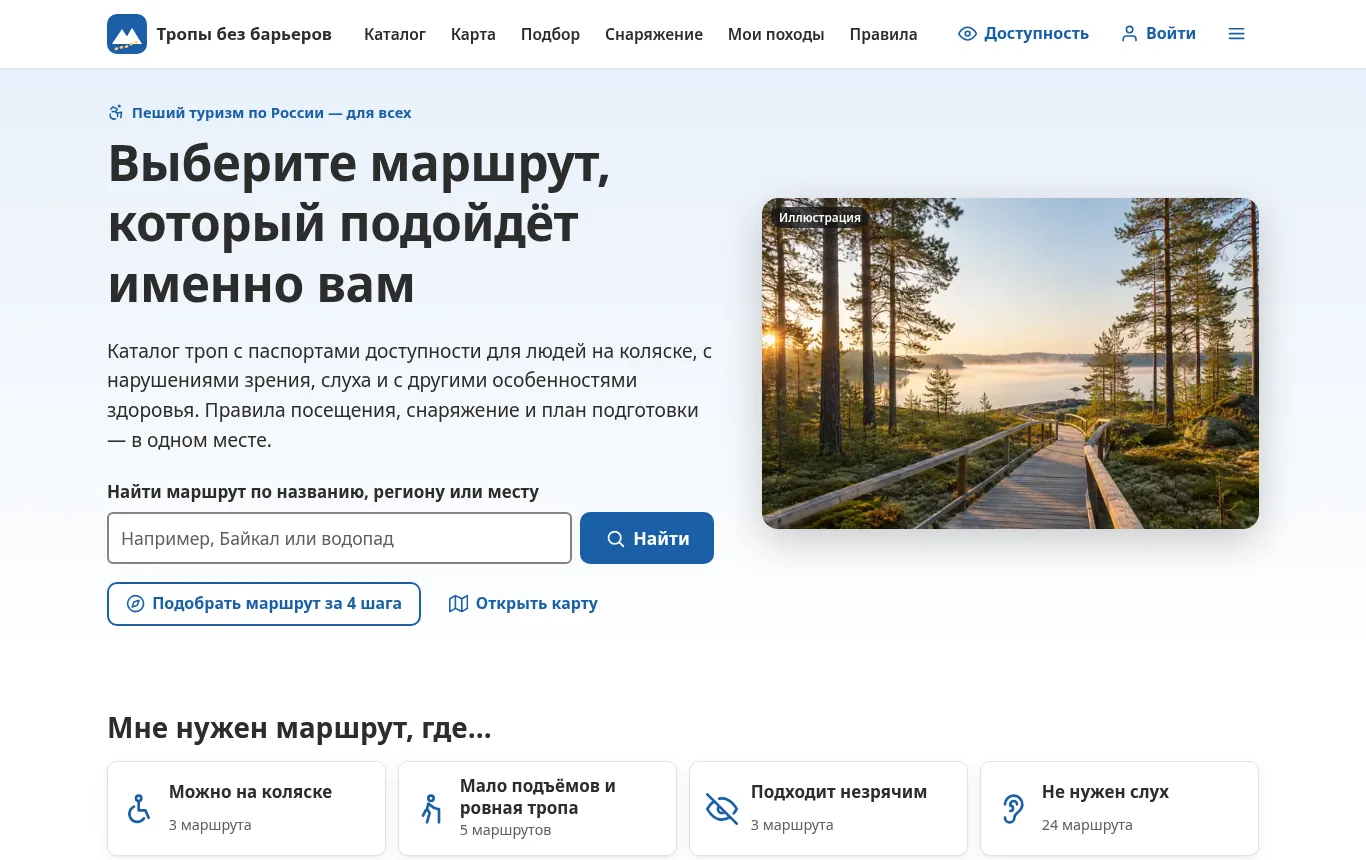 Тропы без барьеров
Каталог
Карта
Подбор
Снаряжение
Мои походы
Правила
Доступность
Войти
Пеший туризм по России — для всех
Выберите маршрут,
который подойдёт
именно вам
Каталог троп с паспортами доступности для людей на коляске, с
нарушениями зрения, слуха и с другими особенностями
здоровья. Правила посещения, снаряжение и план подготовки
— в одном месте.
Найти маршрут по названию, региону или месту
Например, Байкал или водопад
Найти
Подобрать маршрут за 4 шага
Открыть карту
Иллюстрация
Мне нужен маршрут, где…
Можно на коляске
3 маршрута
Мало подъёмов и
ровная тропа
5 маршрутов
Подходит незрячим
3 маршрута
Не нужен слух
24 маршрута